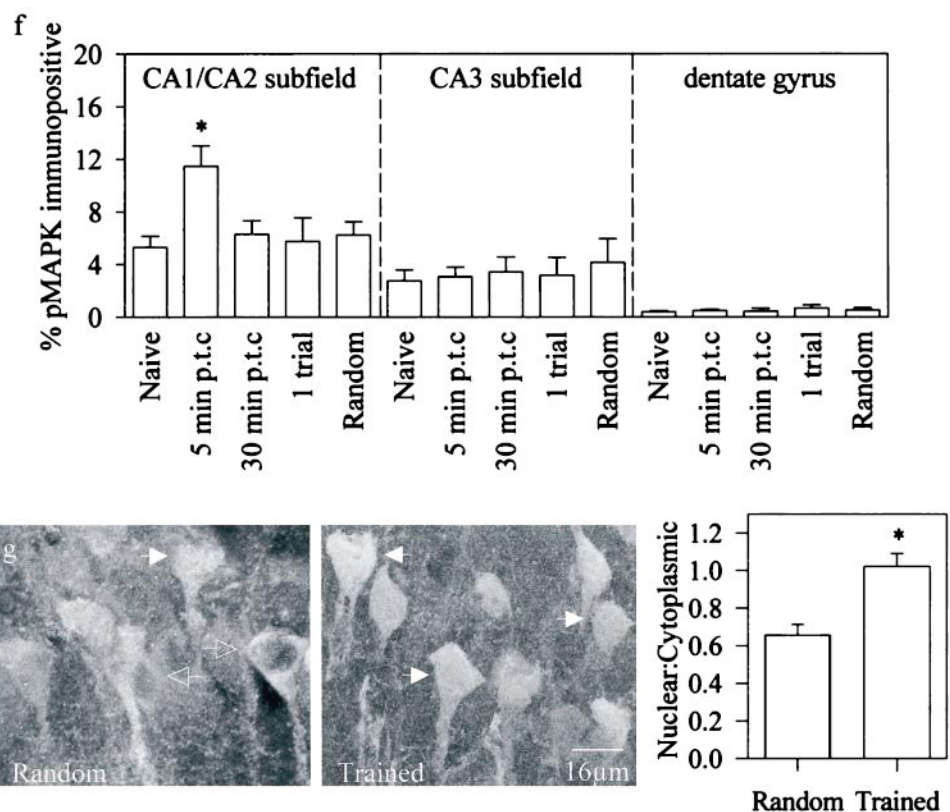 f
% pMAPK immunopositive
20
16
12
8
4
0
CA1/CA2 subfield
CA3 subfield
dentate gyrus
*
Naive
5 min p.t.c
30 min p.t.c
1 trial
Random
Naive
5 min p.t.c
30 min p.t.c
1 trial
Random
Naive
5 min p.t.c
30 min p.t.c
1 trial
Random
g
Random
Trained
16µm
Nuclear:Cytoplasmic
1.2
1.0
0.8
0.6
0.4
0.2
0.0
*
Random Trained